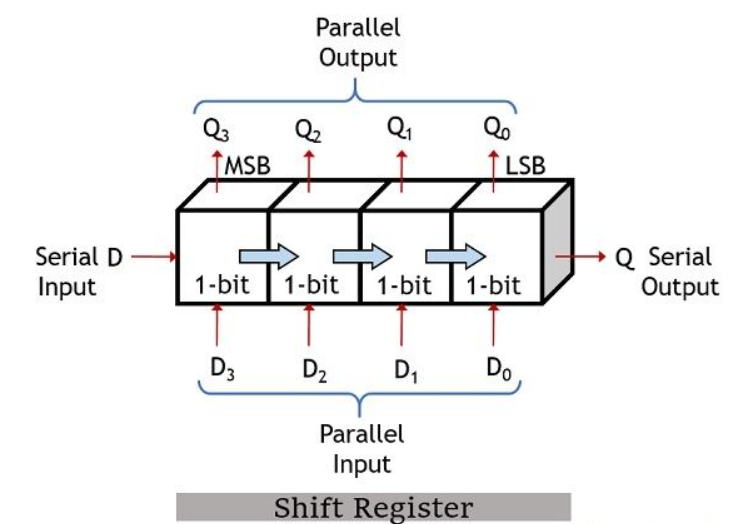 Parallel
Output
Q₃ Q₂ Q₁ Q₀
MSB LSB
Serial D
Input
Q Serial
Output
1-bit 1-bit 1-bit 1-bit
D₃ D₂ D₁ D₀
Parallel
Input
Shift Register